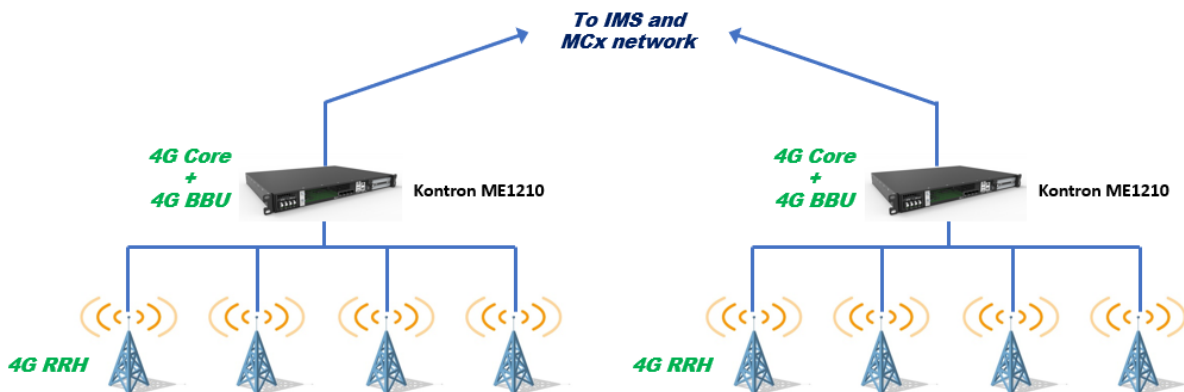 To IMS and
MCx network
4G Core
+
4G BBU
Kontron ME1210
4G Core
+
4G BBU
Kontron ME1210
4G RRH
4G RRH